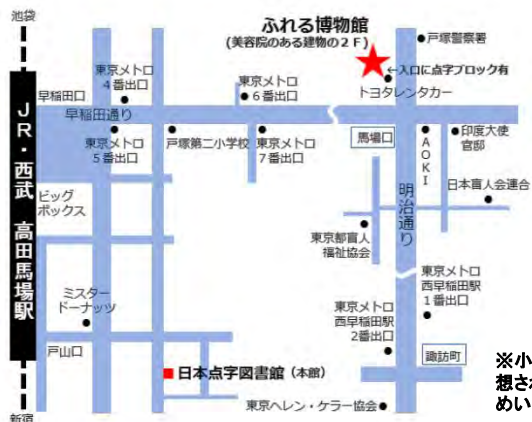 池袋
ふれる博物館
(美容院のある建物の2F)
戸塚警察署
←入口に点字ブロック有
トヨタレンタカー
東京メトロ
4番出口
東京メトロ
6番出口
早稲田口
早稲田通り
東京メトロ
5番出口
戸塚第二小学校
東京メトロ
7番出口
馬場口
AOKI
印度大使
官邸
JR・西武 高田馬場駅
ビッグ
ボックス
明治通り
日本盲人会連合
東京都盲人
福祉協会
東京メトロ
西早稲田駅
1番出口
ミスター
ドーナッツ
東京メトロ
西早稲田駅
2番出口
戸山口
諏訪町
日本点字図書館(本館)
東京ヘレン・ケラー協会
新宿
※小
想さ
めい